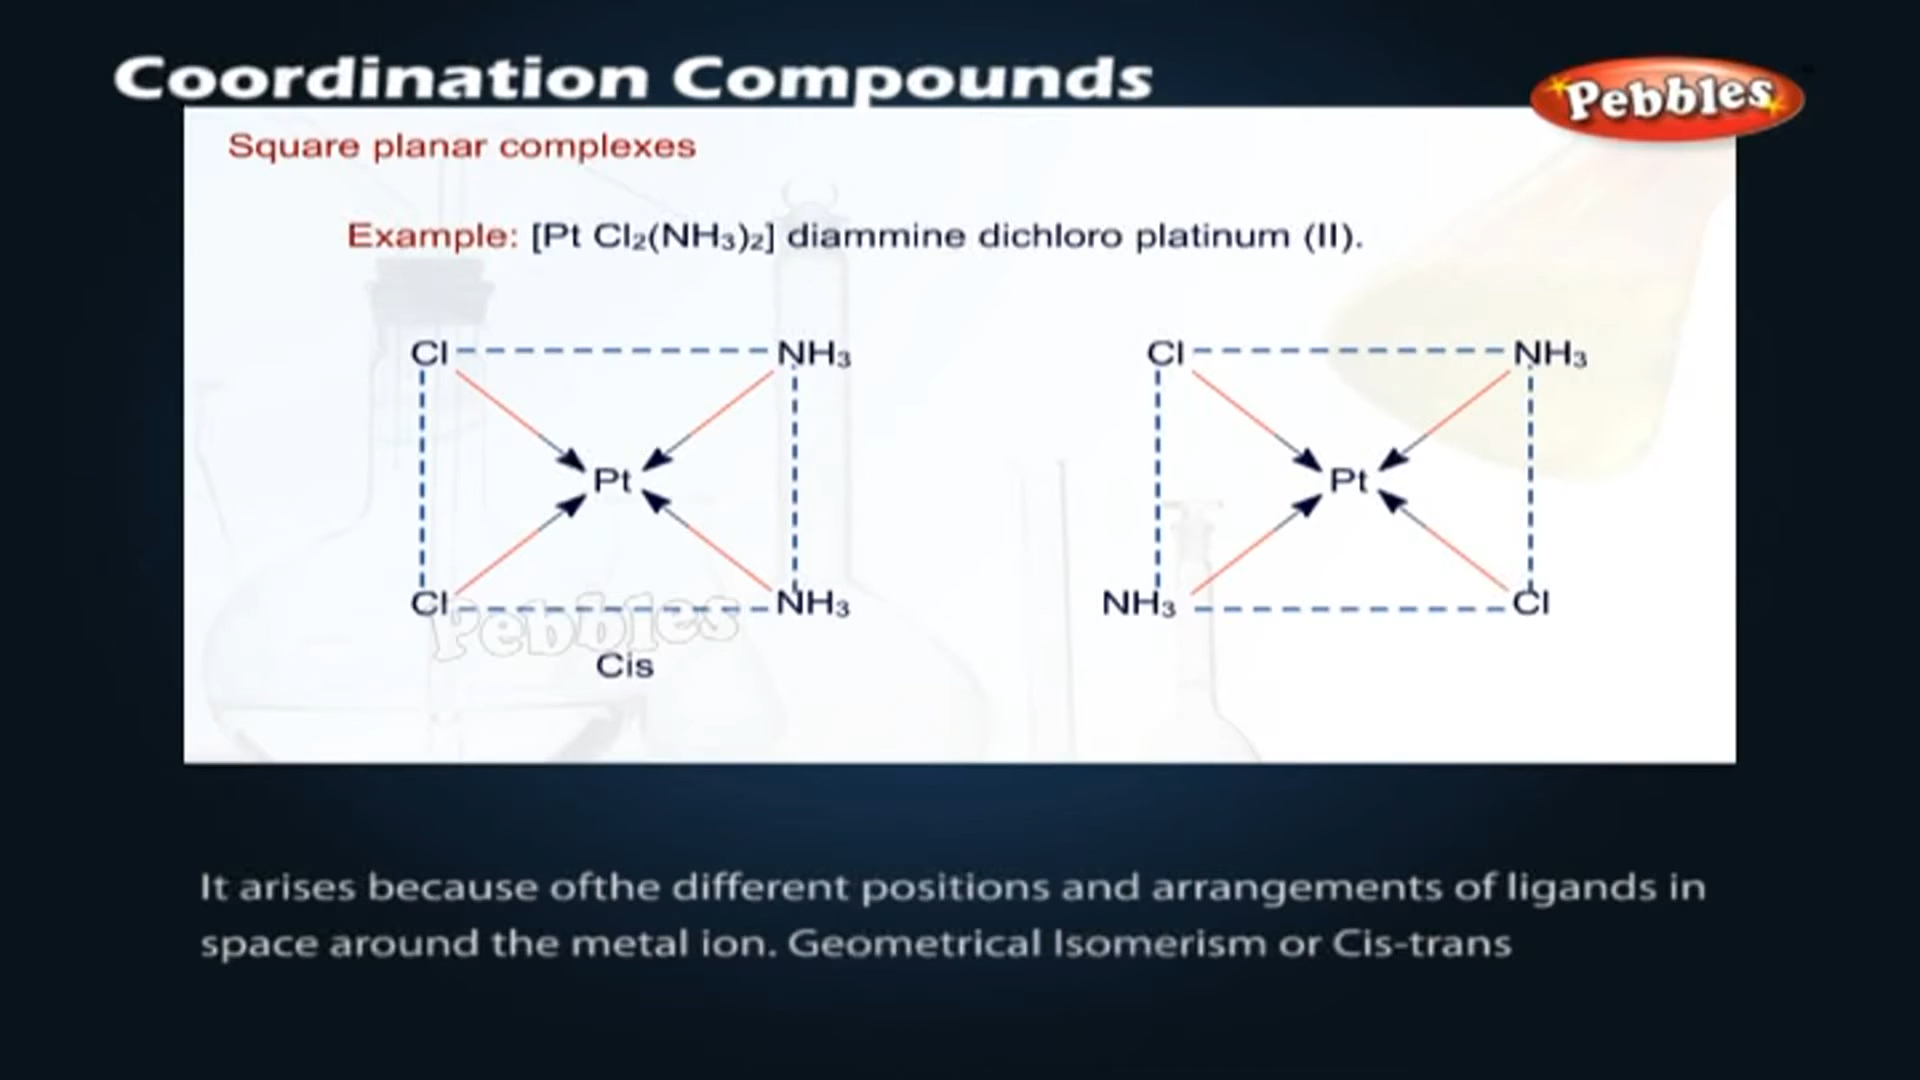 Coordination Compounds
Pebbles
Square planar complexes
Example: [Pt Cl₂(NH₃)₂] diammine dichloro platinum (II).
Cl NH₃ Cl NH₃
Pt Pt
Cl NH₃ NH₃ Cl
Pebbles
Cis
It arises because ofthe different positions and arrangements of ligands in
space around the metal ion. Geometrical Isomerism or Cis-trans